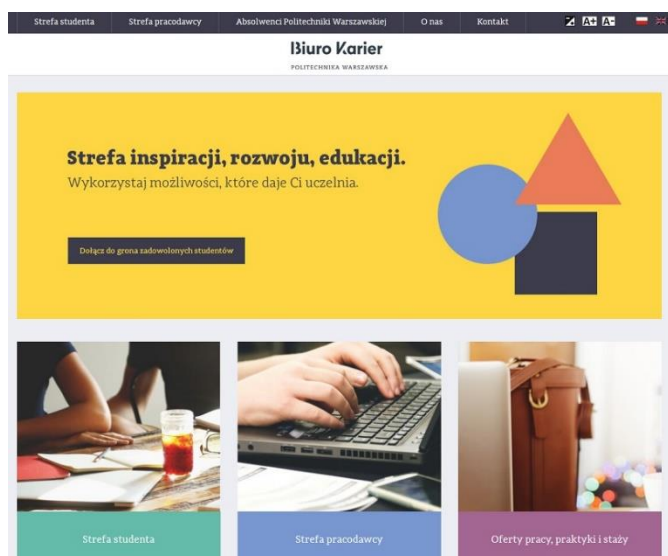 Strefa studenta Strefa pracodawcy Absolwenci Politechniki Warszawskiej O nas Kontakt A+ A-
Biuro Karier
POLITECHNIKA WARSZAWSKA
Strefa inspiracji, rozwoju, edukacji.
Wykorzystaj możliwości, które daje Ci uczelnia.
Dołącz do grona zadowolonych studentów
Strefa studenta Strefa pracodawcy Oferty pracy, praktyki i staży